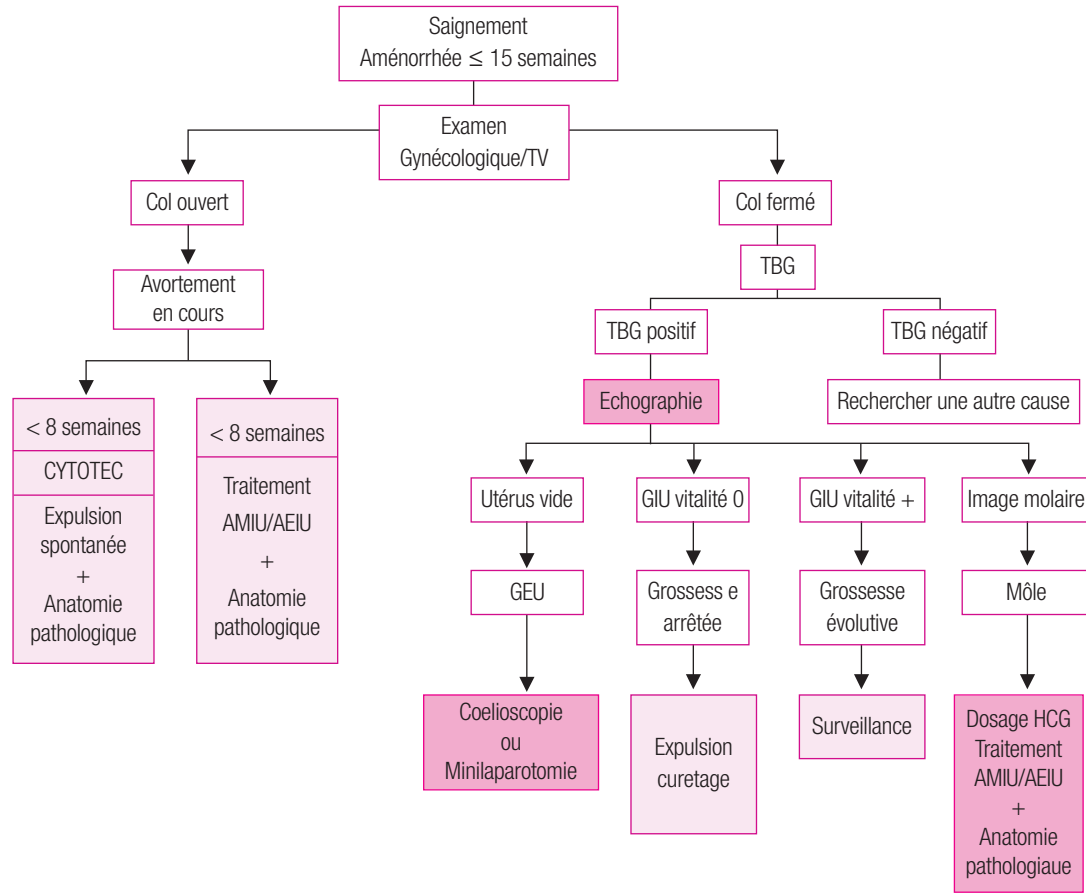 Saignement
Aménorrhée ≤ 15 semaines
Examen
Gynécologique/TV
Col ouvert
Avortement
en cours
< 8 semaines
CYTOTEC
Expulsion
spontanée
+
Anatomie
pathologique
< 8 semaines
Traitement
AMIU/AEIU
+
Anatomie
pathologique
Col fermé
TBG
TBG positif
TBG négatif
Echographie
Rechercher une autre cause
Utérus vide
GEU
Coelioscopie
ou
Minilaparotomie
GIU vitalité 0
Grossess e
arrêtée
Expulsion
curetage
GIU vitalité +
Grossesse
évolutive
Surveillance
Image molaire
Môle
Dosage HCG
Traitement
AMIU/AEIU
+
Anatomie
pathologiaue